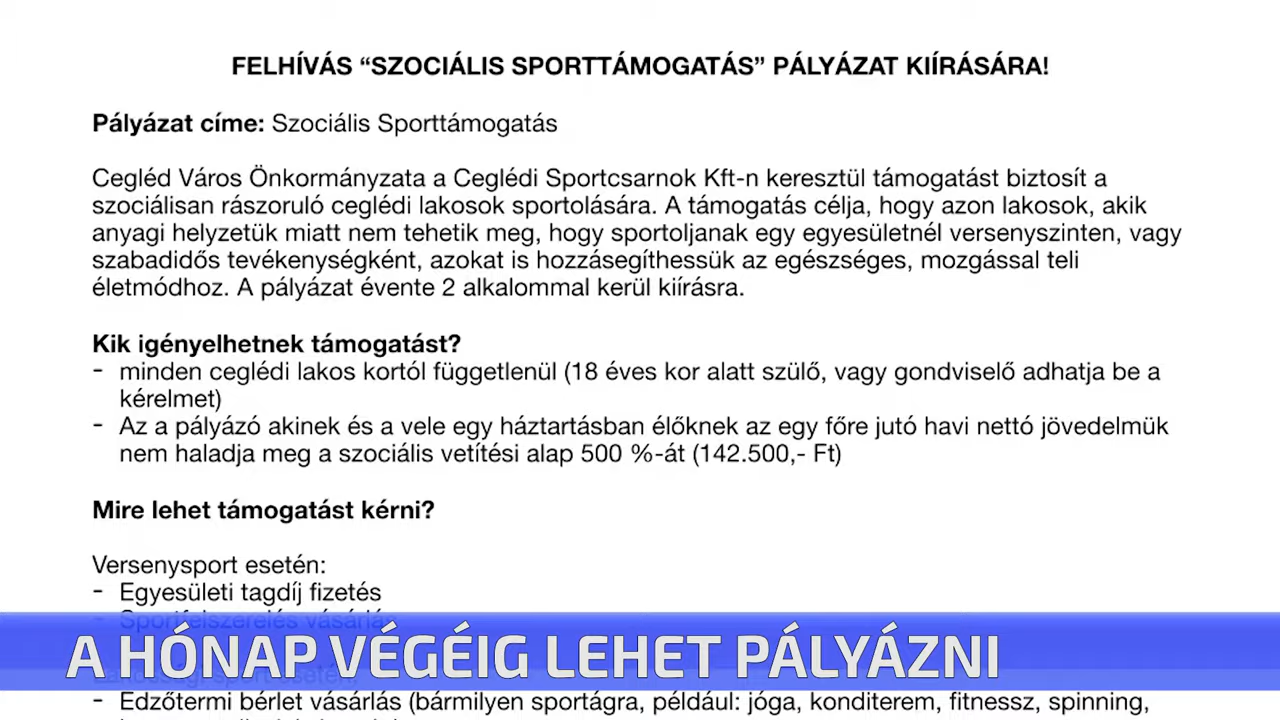 FELHÍVÁS “SZOCIÁLIS SPORTTÁMOGATÁS” PÁLYÁZAT KIÍRÁSÁRA!
Pályázat címe: Szociális Sporttámogatás
Cegléd Város Önkormányzata a Ceglédi Sportcsarnok Kft-n keresztül támogatást biztosít a
szociálisan rászoruló ceglédi lakosok sportolására. A támogatás célja, hogy azon lakosok, akik
anyagi helyzetük miatt nem tehetik meg, hogy sportoljanak egy egyesületnél versenyszinten, vagy
szabadidős tevékenységként, azokat is hozzásegíthessük az egészséges, mozgással teli
életmódhoz. A pályázat évente 2 alkalommal kerül kiírásra.
Kik igényelhetnek támogatást?
- minden ceglédi lakos kortól függetlenül (18 éves kor alatt szülő, vagy gondviselő adhatja be a
kérelmet)
- Az a pályázó akinek és a vele egy háztartásban élőknek az egy főre jutó havi nettó jövedelmük
nem haladja meg a szociális vetítési alap 500 %-át (142.500,- Ft)
Mire lehet támogatást kérni?
Versenysport esetén:
- Egyesületi tagdíj fizetés
- Sportfelszerelés vásárlás
A HÓNAP VÉGÉIG LEHET PÁLYÁZNI
- Edzőtermi bérlet vásárlás (bármilyen sportágra, például: jóga, konditerem, fitnessz, spinning,